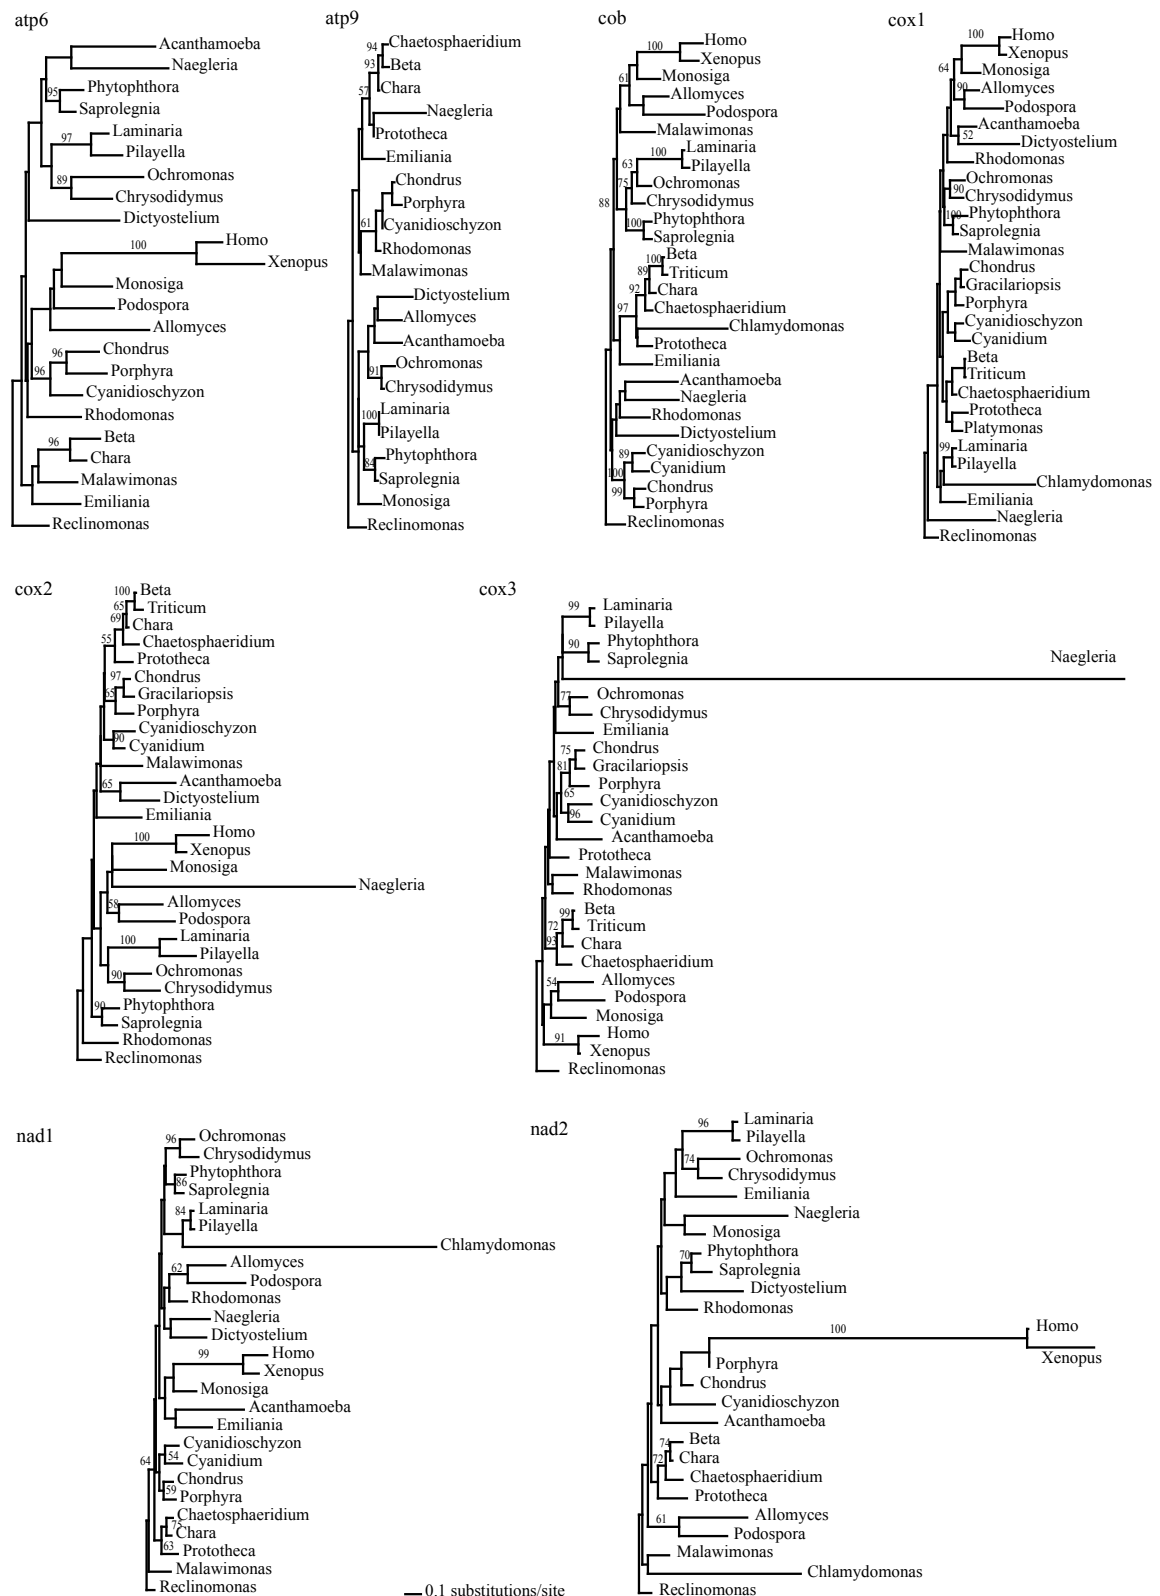 atp6
Acanthamoeba
Naegleria
Phytophthora
95
Saprolegnia
Laminaria
97
Pilayella
Ochromonas
89
Chrysodidymus
Dictyostelium
Homo
100
Xenopus
Monosiga
Podospora
Allomyces
Chondrus
96
Porphyra
96
Cyanidioschyzon
Rhodomonas
Beta
96
Chara
Malawimonas
Emiliania
Reclinomonas
atp9
Chaetosphaeridium
94
Beta
93
Chara
57
Naegleria
Prototheca
Emiliania
Chondrus
Porphyra
Cyanidioschyzon
61
Rhodomonas
Malawimonas
Dictyostelium
Allomyces
Acanthamoeba
Ochromonas
91
Chrysodidymus
Laminaria
100
Pilayella
Phytophthora
84
Saprolegnia
Monosiga
Reclinomonas
cob
Homo
100
Xenopus
Monosiga
61
Allomyces
Podospora
Malawimonas
Laminaria
100
63
Pilayella
Ochromonas
75
Chrysodidymus
88
Phytophthora
100
Saprolegnia
Beta
100
Triticum
89
Chara
92
Chaetosphaeridium
97
Chlamydomonas
Prototheca
Emiliania
Acanthamoeba
Naegleria
Rhodomonas
Dictyostelium
Cyanidioschyzon
89
Cyanidium
100
Chondrus
99
Porphyra
Reclinomonas
cox1
Homo
100
Xenopus
64
Monosiga
Allomyces
90
Podospora
Acanthamoeba
52
Dictyostelium
Rhodomonas
Ochromonas
90
Chrysodidymus
Phytophthora
100
Saprolegnia
Malawimonas
Chondrus
Gracilariopsis
Porphyra
Cyanidioschyzon
Cyanidium
Beta
Triticum
Chaetosphaeridium
Prototheca
Platymonas
Laminaria
99
Pilayella
Chlamydomonas
Emiliania
Naegleria
Reclinomonas
cox2
Beta
100
Triticum
65
Chara
69
Chaetosphaeridium
55
Prototheca
Chondrus
97
Gracilariopsis
65
Porphyra
Cyanidioschyzon
90
Cyanidium
Malawimonas
Acanthamoeba
65
Dictyostelium
Emiliania
Homo
100
Xenopus
Monosiga
Naegleria
Allomyces
58
Podospora
Laminaria
100
Pilayella
Ochromonas
90
Chrysodidymus
Phytophthora
90
Saprolegnia
Rhodomonas
Reclinomonas
cox3
Laminaria
99
Pilayella
Phytophthora
90
Saprolegnia
Naegleria
Ochromonas
77
Chrysodidymus
Emiliania
Chondrus
75
Gracilariopsis
81
Porphyra
65
Cyanidioschyzon
96
Cyanidium
Acanthamoeba
Prototheca
Malawimonas
Rhodomonas
Beta
99
Triticum
72
Chara
93
Chaetosphaeridium
Allomyces
54
Podospora
Monosiga
Homo
91
Xenopus
Reclinomonas
nad1
Ochromonas
96
Chrysodidymus
Phytophthora
86
Saprolegnia
Laminaria
84
Pilayella
Chlamydomonas
Allomyces
62
Podospora
Rhodomonas
Naegleria
Dictyostelium
Homo
99
Xenopus
Monosiga
Acanthamoeba
Emiliania
Cyanidioschyzon
54
Cyanidium
64
Chondrus
59
Porphyra
Chaetosphaeridium
75
Chara
63
Prototheca
Malawimonas
Reclinomonas
nad2
Laminaria
96
Pilayella
Ochromonas
74
Chrysodidymus
Emiliania
Naegleria
Monosiga
Phytophthora
70
Saprolegnia
Dictyostelium
Rhodomonas
Homo
100
Xenopus
Porphyra
Chondrus
Cyanidioschyzon
Acanthamoeba
Beta
74
Chara
72
Chaetosphaeridium
Prototheca
Allomyces
61
Podospora
Malawimonas
Chlamydomonas
Reclinomonas
0.1 substitutions/site